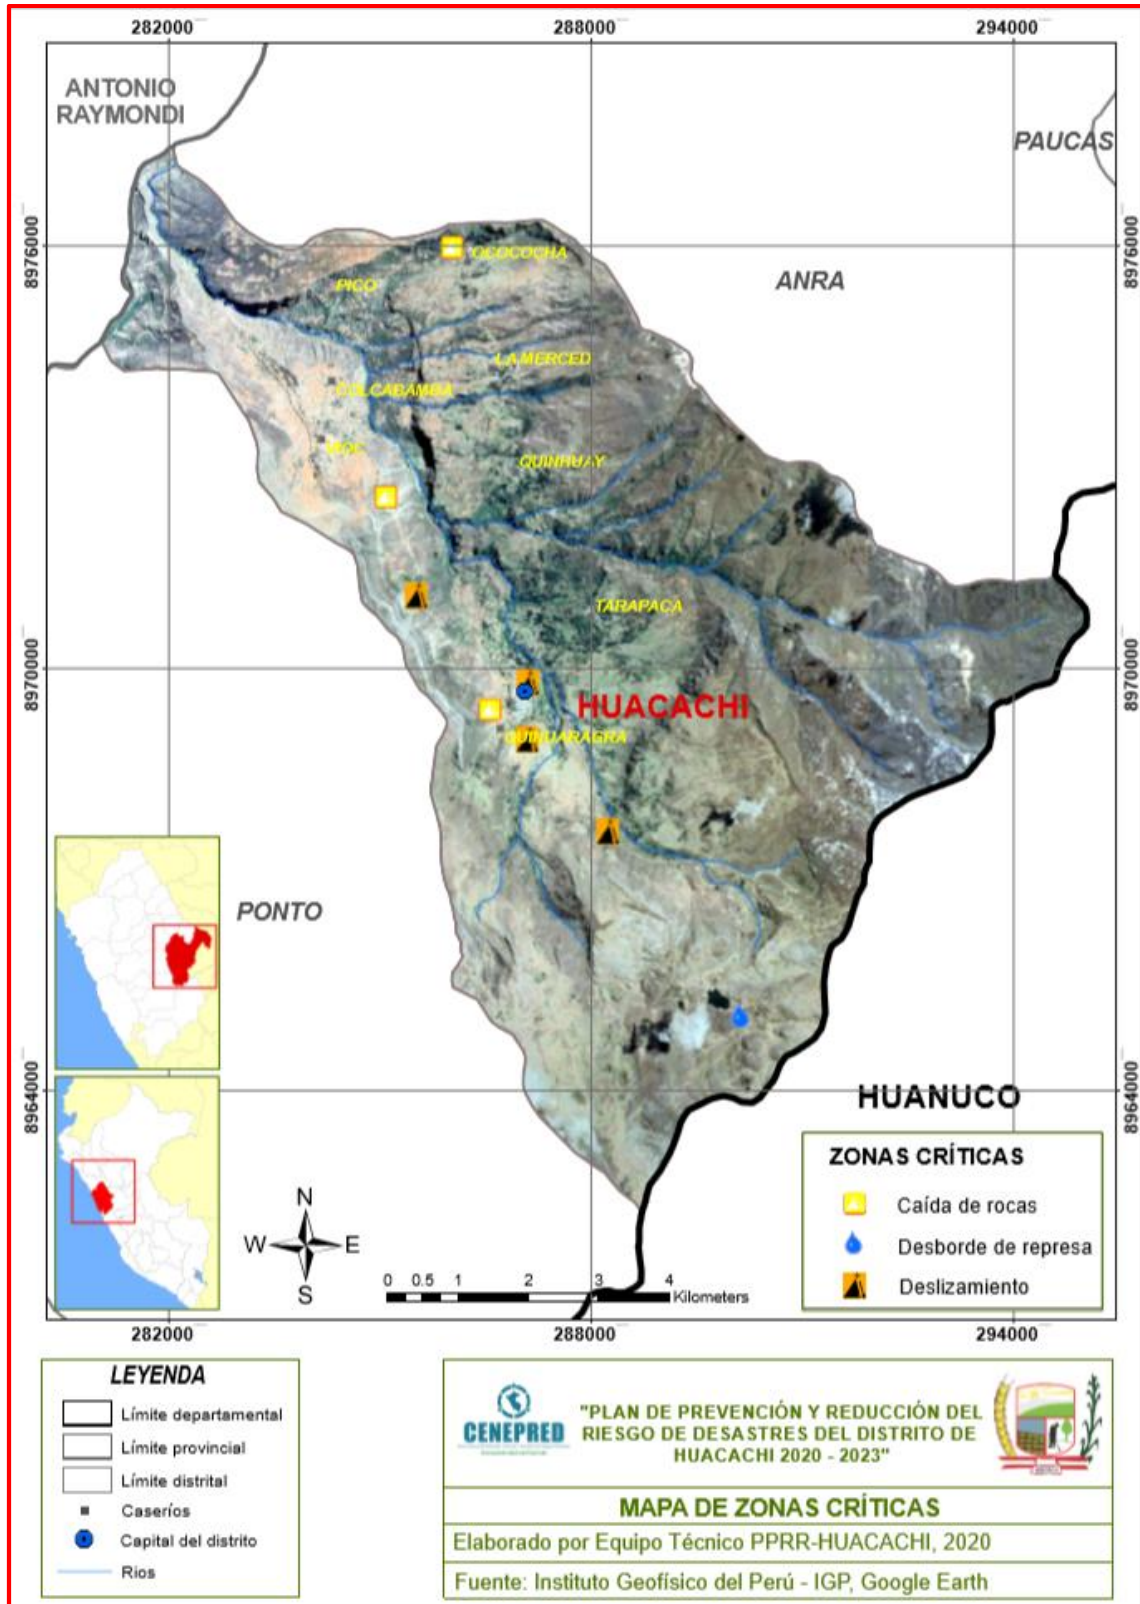 282000
288000
294000
ANTONIO
RAYMONDI
PAUCAS
8976000
8976000
OCOCOCHA
PICO
ANRA
LA MERCED
COLCABAMBA
QUINHUAY
TARAPACÁ
8970000
8970000
HUACACHI
QUINUARAGRA
PONTO
8964000
8964000
HUANUCO
ZONAS CRÍTICAS
Caída de rocas
Desborde de represa
Deslizamiento
N
W E
S
0 0.5 1 2 3 4
Kilometers
282000
288000
294000
LEYENDA
Límite departamental
Límite provincial
Límite distrital
Caseríos
Capital del distrito
Rios
CENEPRED
"PLAN DE PREVENCIÓN Y REDUCCIÓN DEL
RIESGO DE DESASTRES DEL DISTRITO DE
HUACACHI 2020 - 2023"
MAPA DE ZONAS CRÍTICAS
Elaborado por Equipo Técnico PPRR-HUACACHI, 2020
Fuente: Instituto Geofísico del Perú - IGP, Google Earth